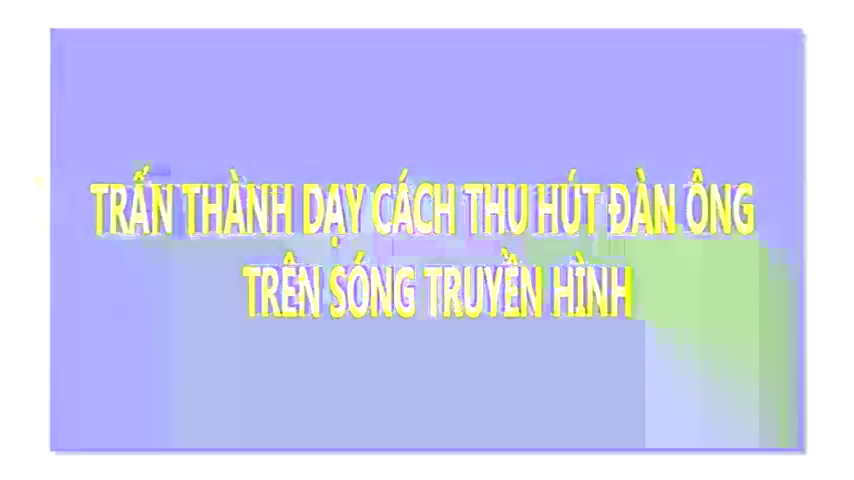 TRẤN THÀNH DẠY CÁCH THU HÚT ĐÀN ÔNG
TRÊN SÓNG TRUYỀN HÌNH